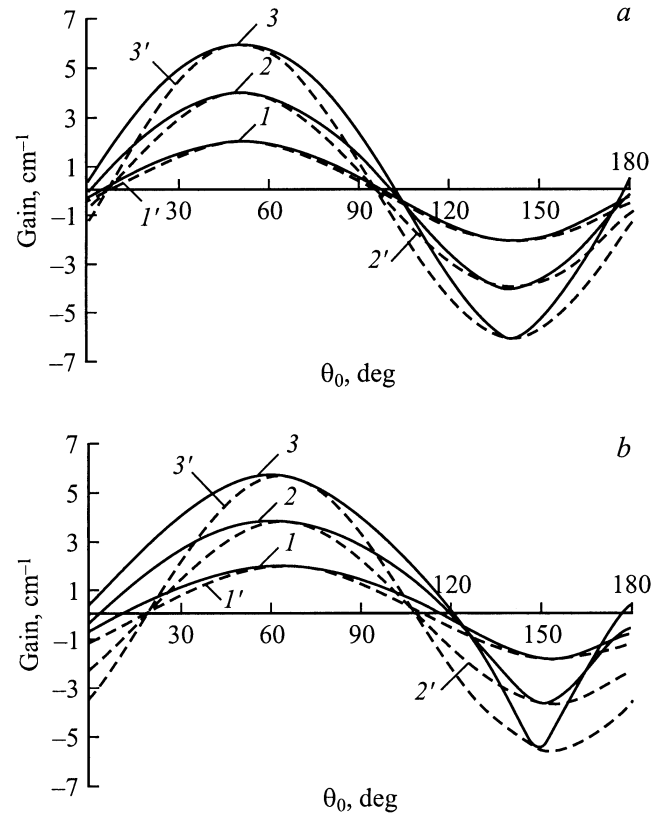 7 3 a
3′
5 2
3 1
1 180
1′ 30 60 90 120 150
−1
2′
−3
−5
−7
Gain, cm⁻¹
θ₀, deg
7 3 b
3′
5 2
3 1
1 120 180
1′
−1 30 60 90 150
−3 2′
−5
−7
Gain, cm⁻¹
θ₀, deg